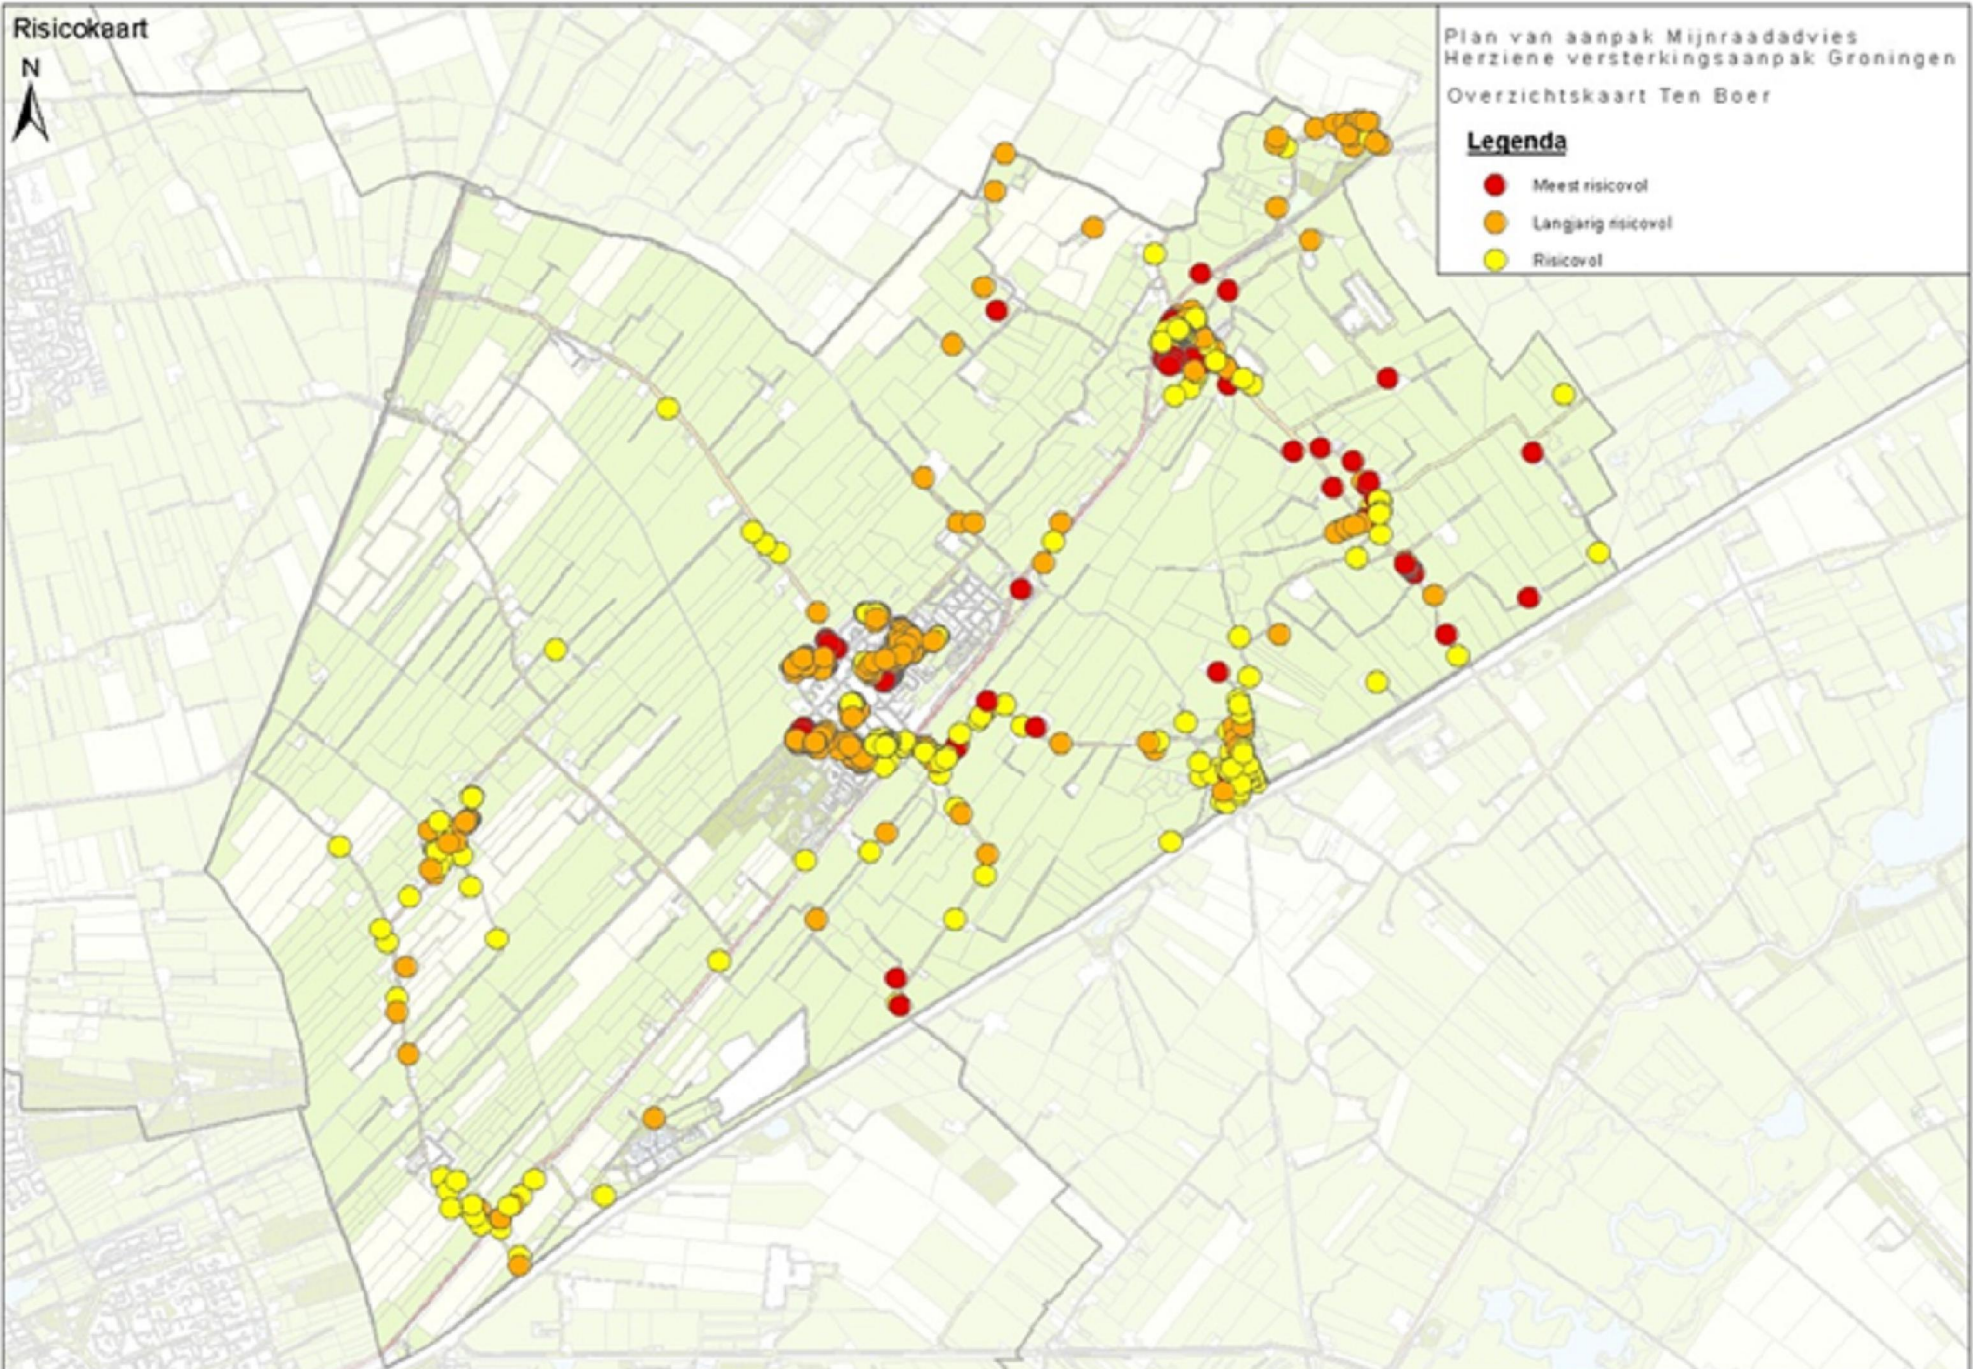 Risicokaart
N
Plan van aanpak Mijnraadadvies
Herziene versterkingsaanpak Groningen
Overzichtskaart Ten Boer
Legenda
Meest risicovol
Langjarig risicovol
Risicovol